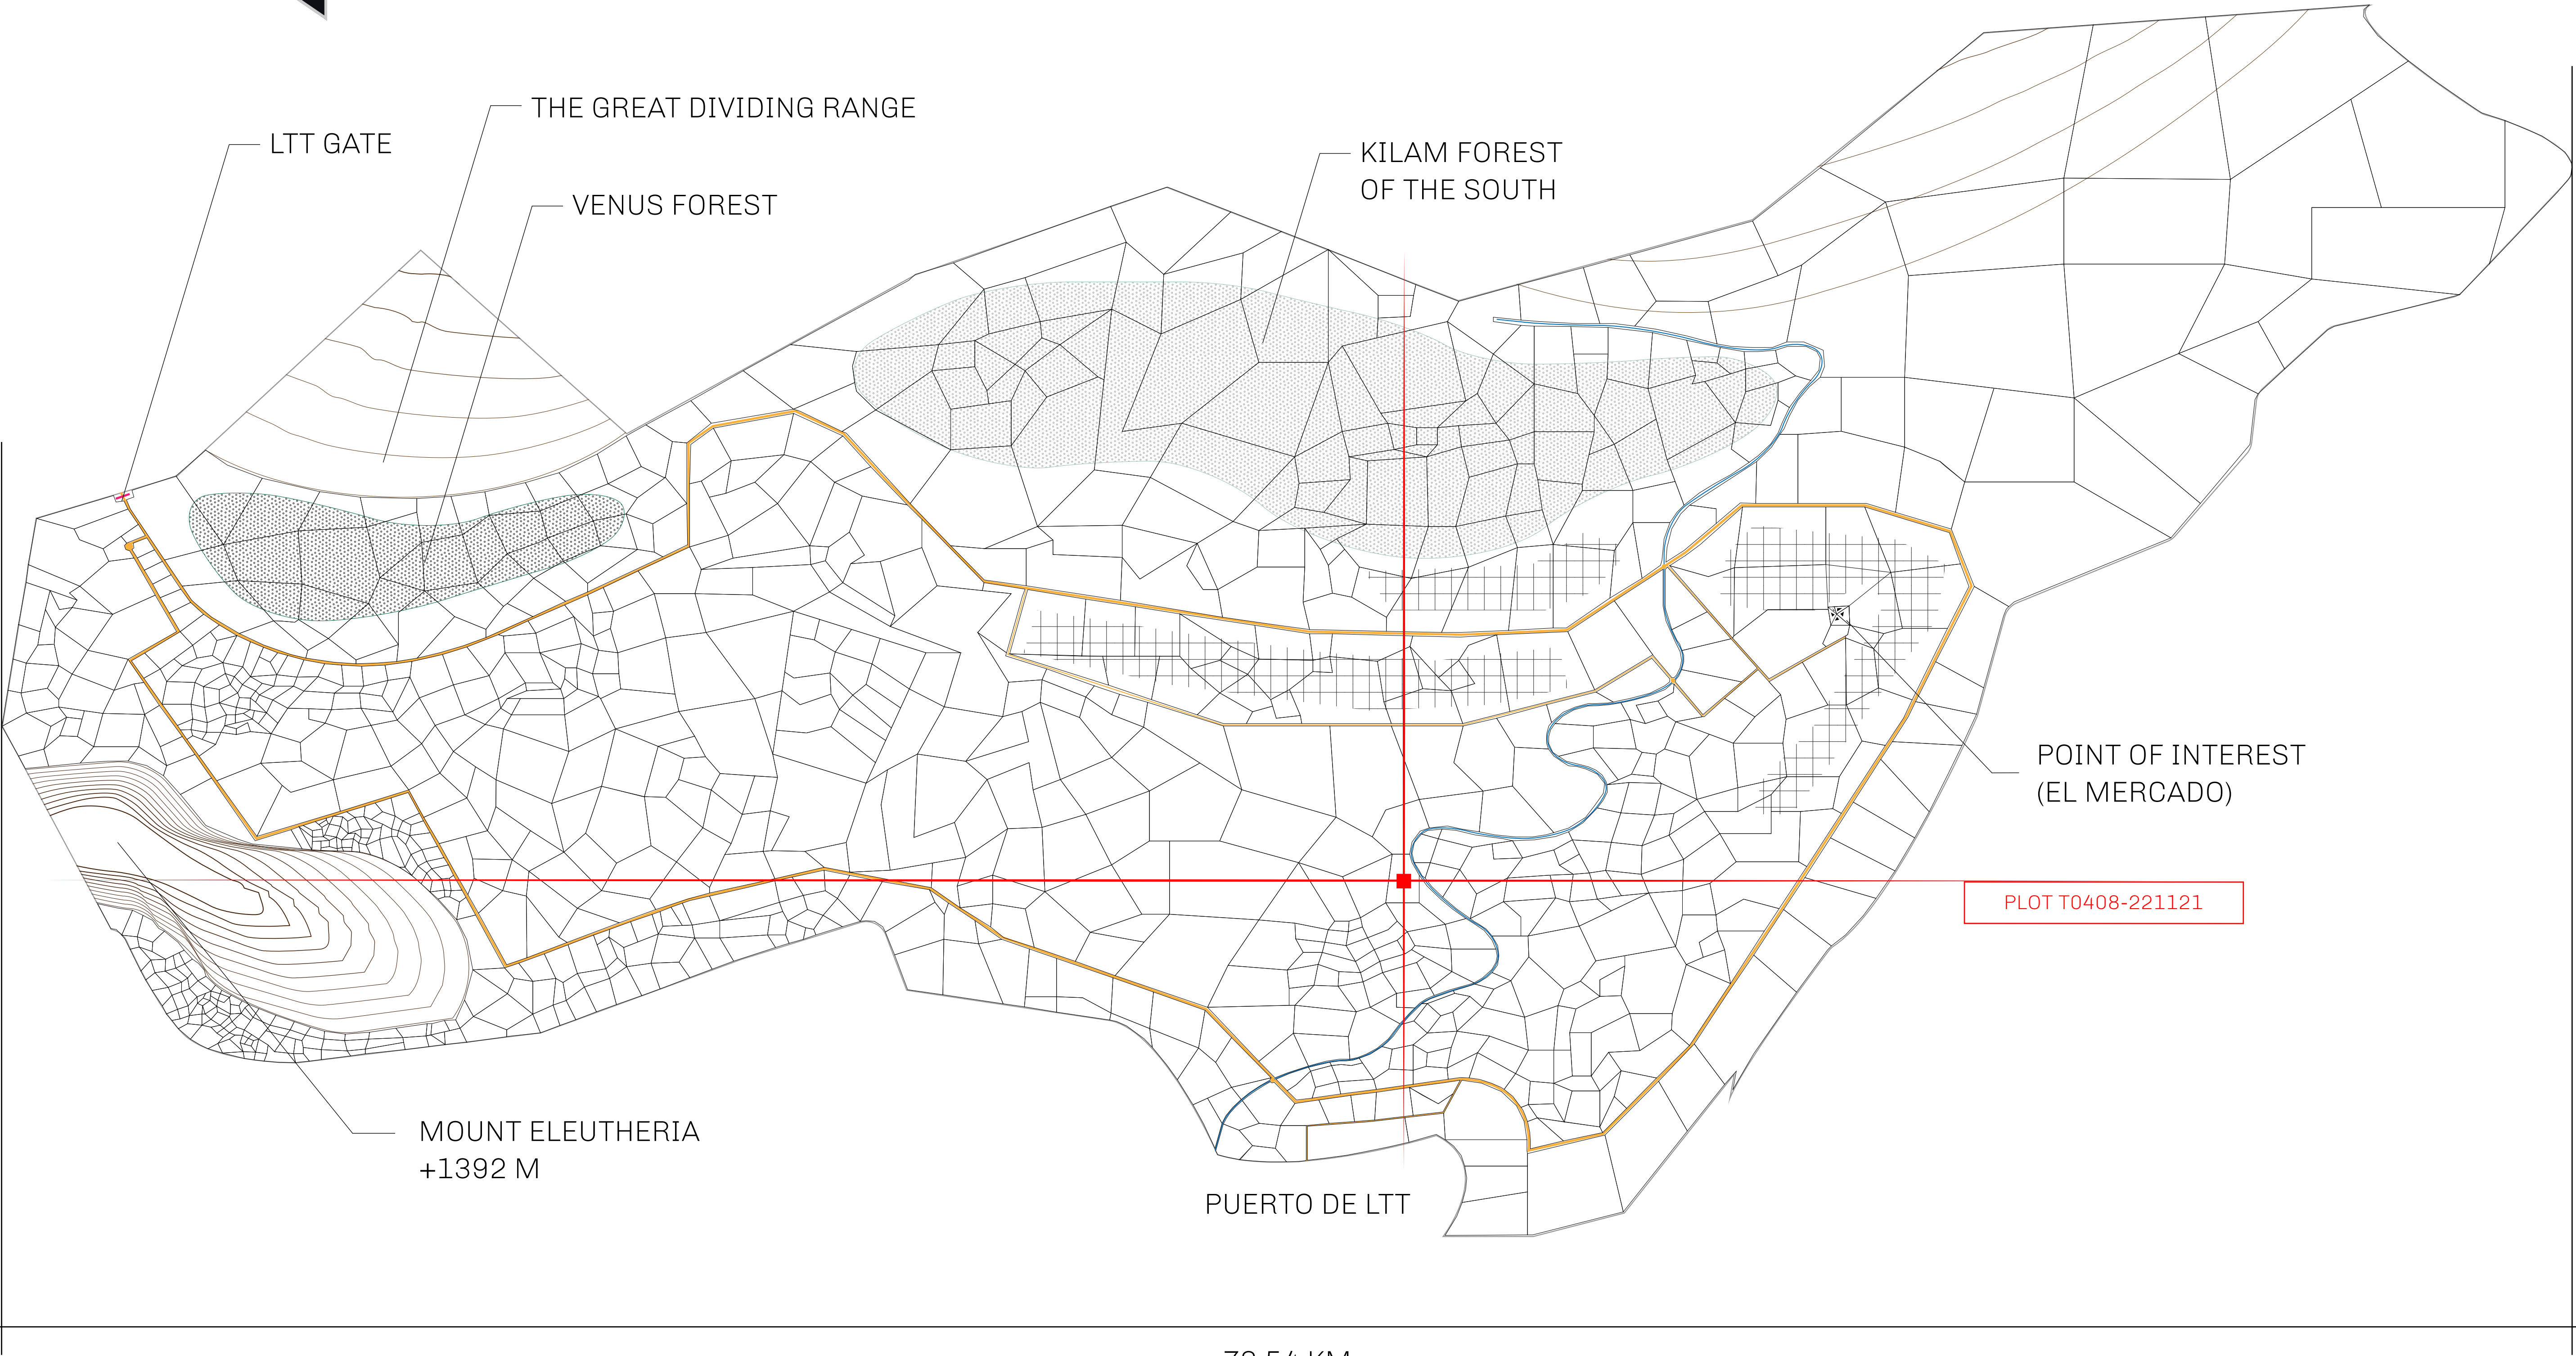 THE GREAT DIVIDING RANGE
LTT GATE
VENUS FOREST
KILAM FOREST
OF THE SOUTH
POINT OF INTEREST
(EL MERCADO)
PLOT T0408-221121
MOUNT ELEUTHERIA
+1392 M
PUERTO DE LTT
KM